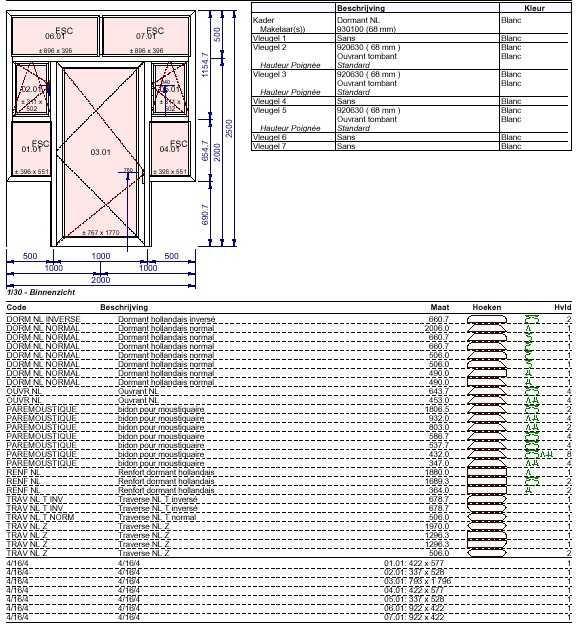 Beschrijving Kleur
Kader Dormant NL Blanc
Makelaar(s)) 930100 (68 mm)
Vleugel 1 Sans Blanc
Vleugel 2 920630 ( 68 mm ) Blanc
Ouvrant tombant Blanc
Hauteur Poignée Standard
Vleugel 3 920630 ( 68 mm ) Blanc
Ouvrant tombant Blanc
Hauteur Poignée Standard
Vleugel 4 Sans Blanc
Vleugel 5 920630 ( 68 mm ) Blanc
Ouvrant tombant Blanc
Hauteur Poignée Standard
Vleugel 6 Sans Blanc
Vleugel 7 Sans Blanc
FSC FSC
06.01 07.01
± 896 x 396 ± 896 x 396
02.01
502 502
FSC FSC
01.01 03.01 04.01
± 396 x 551 ± 396 x 551
± 767 x 1770
500 1154.7 654.7 690.7 2000 2500
500 1000 500
1000 1000
2000
1/30 - Binnenzicht
Code Beschrijving Maat Hoeken Hvld
DORM NL INVERSE Dormant hollandais inversé 660.7 2
DORM NL NORMAL Dormant hollandais normal 2006.0 1
DORM NL NORMAL Dormant hollandais normal 660.7 1
DORM NL NORMAL Dormant hollandais normal 660.7 1
DORM NL NORMAL Dormant hollandais normal 506.0 1
DORM NL NORMAL Dormant hollandais normal 506.0 1
DORM NL NORMAL Dormant hollandais normal 490.0 1
DORM NL NORMAL Dormant hollandais normal 490.0 1
OUVR NL Ouvrant NL 643.7 4
OUVR NL Ouvrant NL 453.0 4
PAREMOUSTIQUE bidon pour moustiquaire 1806.5 2
PAREMOUSTIQUE bidon pour moustiquaire 932.0 4
PAREMOUSTIQUE bidon pour moustiquaire 803.0 2
PAREMOUSTIQUE bidon pour moustiquaire 586.7 4
PAREMOUSTIQUE bidon pour moustiquaire 537.7 4
PAREMOUSTIQUE bidon pour moustiquaire 432.0 8
PAREMOUSTIQUE bidon pour moustiquaire 347.0 4
RENF NL Renfort dormant hollandais 1880.0 1
RENF NL Renfort dormant hollandais 1689.3 2
RENF NL Renfort dormant hollandais 364.0 2
TRAV NL T INV Traverse NL T inversé 678.7 1
TRAV NL T INV Traverse NL T inversé 678.7 1
TRAV NL T NORM Traverse NL T normal 506.0 1
TRAV NL Z Traverse NL Z 1970.0 1
TRAV NL Z Traverse NL Z 1296.3 1
TRAV NL Z Traverse NL Z 1296.3 1
TRAV NL Z Traverse NL Z 506.0 2
4/16/4 4/16/4 01.01: 422 x 577 1
4/16/4 4/16/4 02.01: 337 x 528 1
4/16/4 4/16/4 03.01: 793 x 1 796 1
4/16/4 4/16/4 04.01: 422 x 577 1
4/16/4 4/16/4 05.01: 337 x 528 1
4/16/4 4/16/4 06.01: 922 x 422 1
4/16/4 4/16/4 07.01: 922 x 422 1